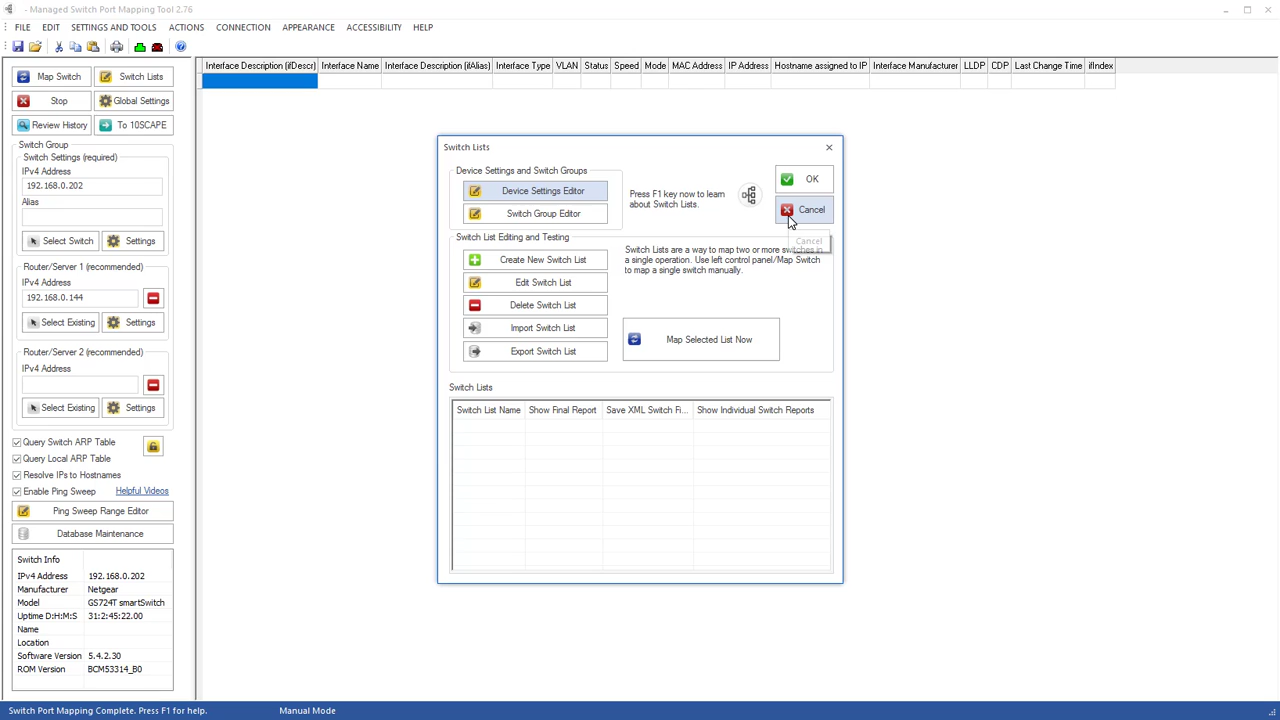 - Managed Switch Port Mapping Tool 2.76
FILE EDIT SETTINGS AND TOOLS ACTIONS CONNECTION APPEARANCE ACCESSIBILITY HELP
Interface Description (ifDescr) Interface Name Interface Description (ifAlias) Interface Type VLAN Status Speed Mode MAC Address IP Address Hostname assigned to IP Interface Manufacturer LLDP CDP Last Change Time ifIndex
Map Switch Switch Lists
Stop Global Settings
Review History To 10SCAPE
Switch Group
Switch Settings (required)
IPv4 Address
192.168.0.202
Alias
Select Switch Settings
Router/Server 1 (recommended)
IPv4 Address
192.168.0.144
Select Existing Settings
Router/Server 2 (recommended)
IPv4 Address
Select Existing Settings
Query Switch ARP Table
Query Local ARP Table
Resolve IPs to Hostnames
Enable Ping Sweep Helpful Videos
Ping Sweep Range Editor
Database Maintenance
Switch Info
IPv4 Address 192.168.0.202
Manufacturer Netgear
Model GS724T smartSwitch
Uptime D:H:M:S 31:2:45:22.00
Name
Location
Software Version 5.4.2.30
ROM Version BCM53314_B0
Switch Lists
Device Settings and Switch Groups
Device Settings Editor
Switch Group Editor
Press F1 key now to learn
about Switch Lists.
OK
Cancel
Cancel
Switch List Editing and Testing
Create New Switch List
Edit Switch List
Delete Switch List
Import Switch List
Export Switch List
Switch Lists are a way to map two or more switches in
a single operation. Use left control panel/Map Switch
to map a single switch manually.
Map Selected List Now
Switch Lists
Switch List Name Show Final Report Save XML Switch Fi... Show Individual Switch Reports
Switch Port Mapping Complete. Press F1 for help. Manual Mode